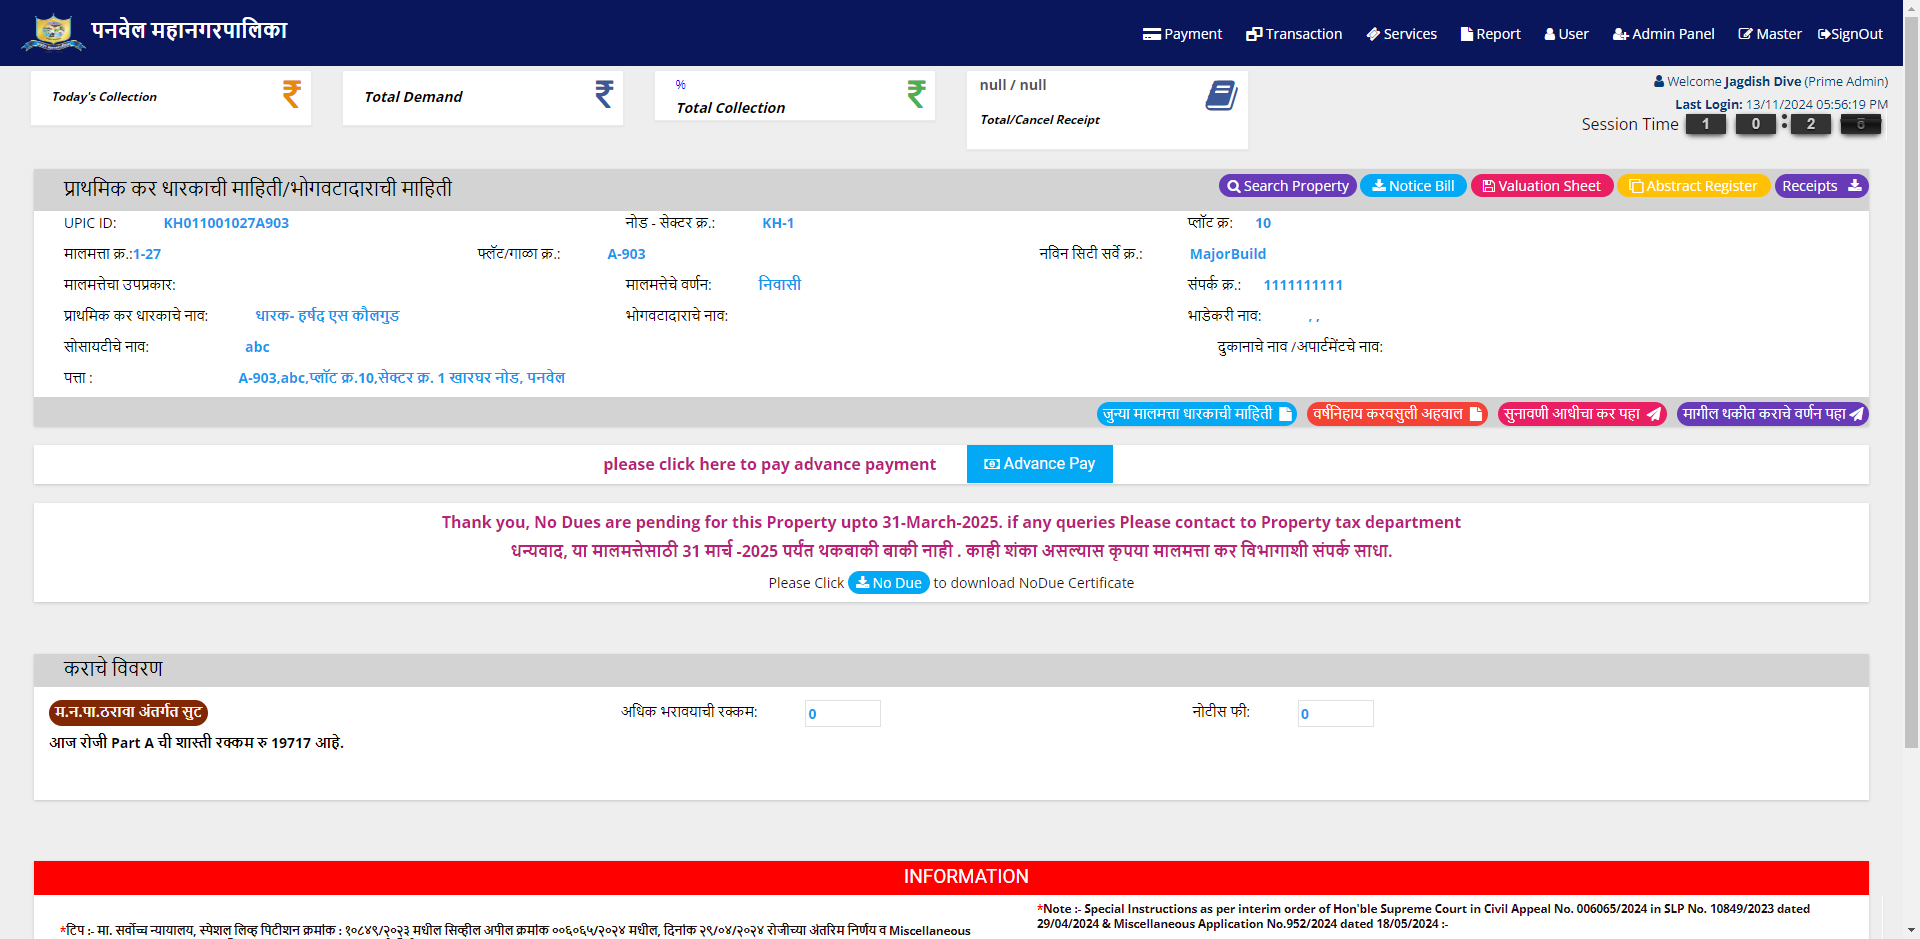 पनवेल महानगरपालिका
Payment Transaction Services Report User Admin Panel Master SignOut
Today's Collection
Total Demand
%
Total Collection
null / null
Total/Cancel Receipt
Welcome Jagdish Dive (Prime Admin)
Last Login: 13/11/2024 05:56:19 PM
Session Time 1 0 : 2
प्राथमिक कर धारकाची माहिती/भोगवटादाराची माहिती
Search Property Notice Bill Valuation Sheet Abstract Register Receipts
UPIC ID: KH011001027A903 नोड - सेक्टर क्र.: KH-1 प्लॉट क्र: 10
मालमत्ता क्र.:1-27 फ्लॅट/गाळा क्र.: A-903 नविन सिटी सर्वे क्र.: MajorBuild
मालमत्तेचा उपप्रकार: मालमत्तेचे वर्णन: निवासी संपर्क क्र.: 1111111111
प्राथमिक कर धारकाचे नाव: धारक- हर्षद एस कौलगुड भोगवटादाराचे नाव: भाडेकरी नाव: , ,
सोसायटीचे नाव: abc दुकानाचे नाव /अपार्टमेंटचे नाव:
पत्ता : A-903,abc,प्लॉट क्र.10,सेक्टर क्र. 1 खारघर नोड, पनवेल
जुन्या मालमत्ता धारकाची माहिती वर्षनिहाय करवसुली अहवाल सुनावणी आधीचा कर पहा मागील थकीत कराचे वर्णन पहा
please click here to pay advance payment Advance Pay
Thank you, No Dues are pending for this Property upto 31-March-2025. if any queries Please contact to Property tax department
धन्यवाद, या मालमत्तेसाठी 31 मार्च -2025 पर्यंत थकबाकी बाकी नाही . काही शंका असल्यास कृपया मालमत्ता कर विभागाशी संपर्क साधा.
Please Click No Due to download NoDue Certificate
कराचे विवरण
म.न.पा.ठरावा अंतर्गत सुट अधिक भरावयाची रक्कम: 0 नोटीस फी: 0
आज रोजी Part A ची शास्ती रक्कम रु 19717 आहे.
INFORMATION
*टिप :- मा. सर्वोच्च न्यायालय, स्पेशल लिव्ह पिटीशन क्रमांक : १०८४९/२०२३ मधील सिव्हील अपील क्रमांक ००६०६५/२०२४ मधील, दिनांक २९/०४/२०२४ रोजीच्या अंतरिम निर्णय व Miscellaneous
*Note :- Special Instructions as per interim order of Hon'ble Supreme Court in Civil Appeal No. 006065/2024 in SLP No. 10849/2023 dated
29/04/2024 & Miscellaneous Application No.952/2024 dated 18/05/2024 :-